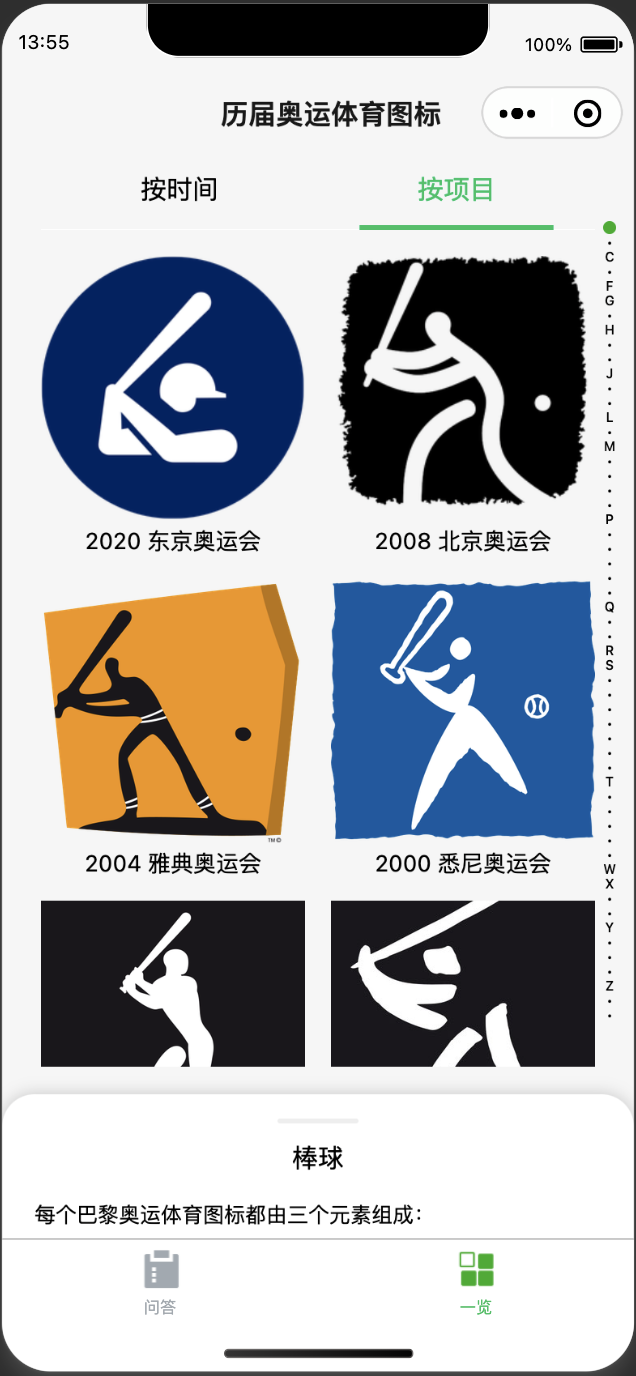 13:55
100%
历届奥运体育图标
按时间
按项目
C
F
G
H
J
L
M
P
Q
R
S
T
W
X
Y
Z
2020 东京奥运会
2008 北京奥运会
TM ©
2004 雅典奥运会
2000 悉尼奥运会
棒球
每个巴黎奥运体育图标都由三个元素组成：
问答
一览